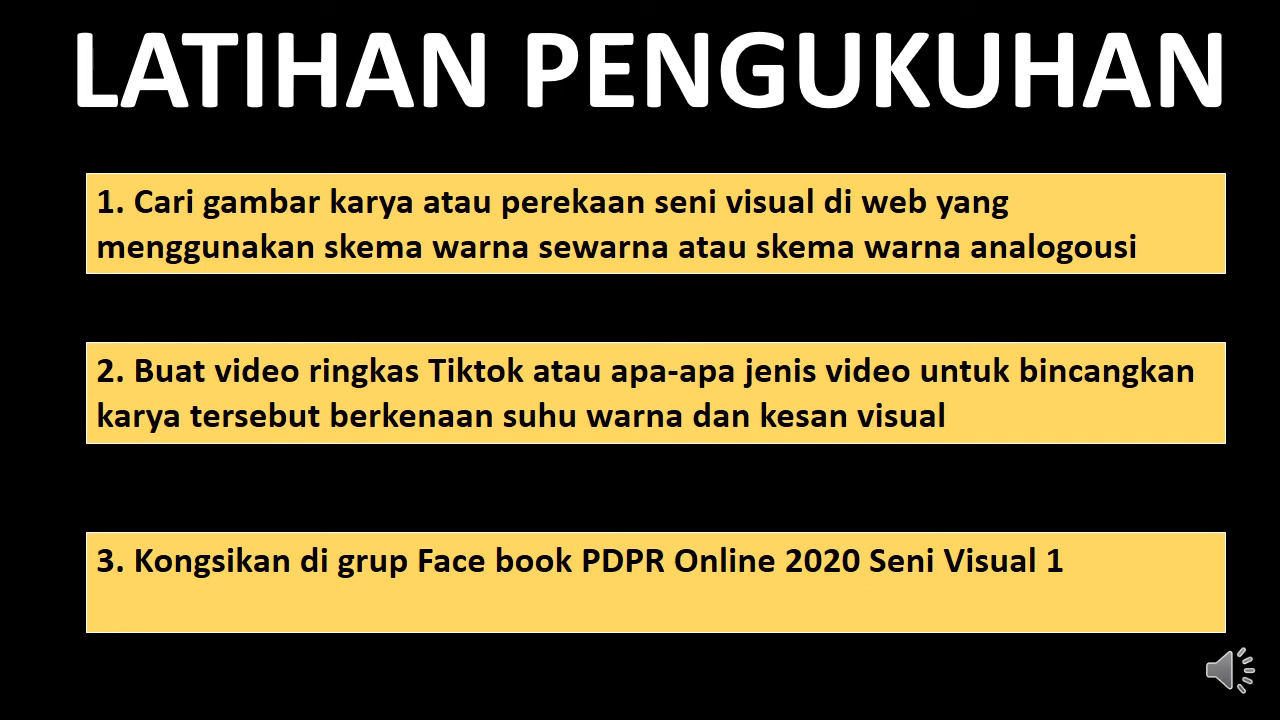 LATIHAN PENGUKUHAN
1. Cari gambar karya atau perekaan seni visual di web yang
menggunakan skema warna sewarna atau skema warna analogousi
2. Buat video ringkas Tiktok atau apa-apa jenis video untuk bincangkan
karya tersebut berkenaan suhu warna dan kesan visual
3. Kongsikan di grup Face book PDPR Online 2020 Seni Visual 1